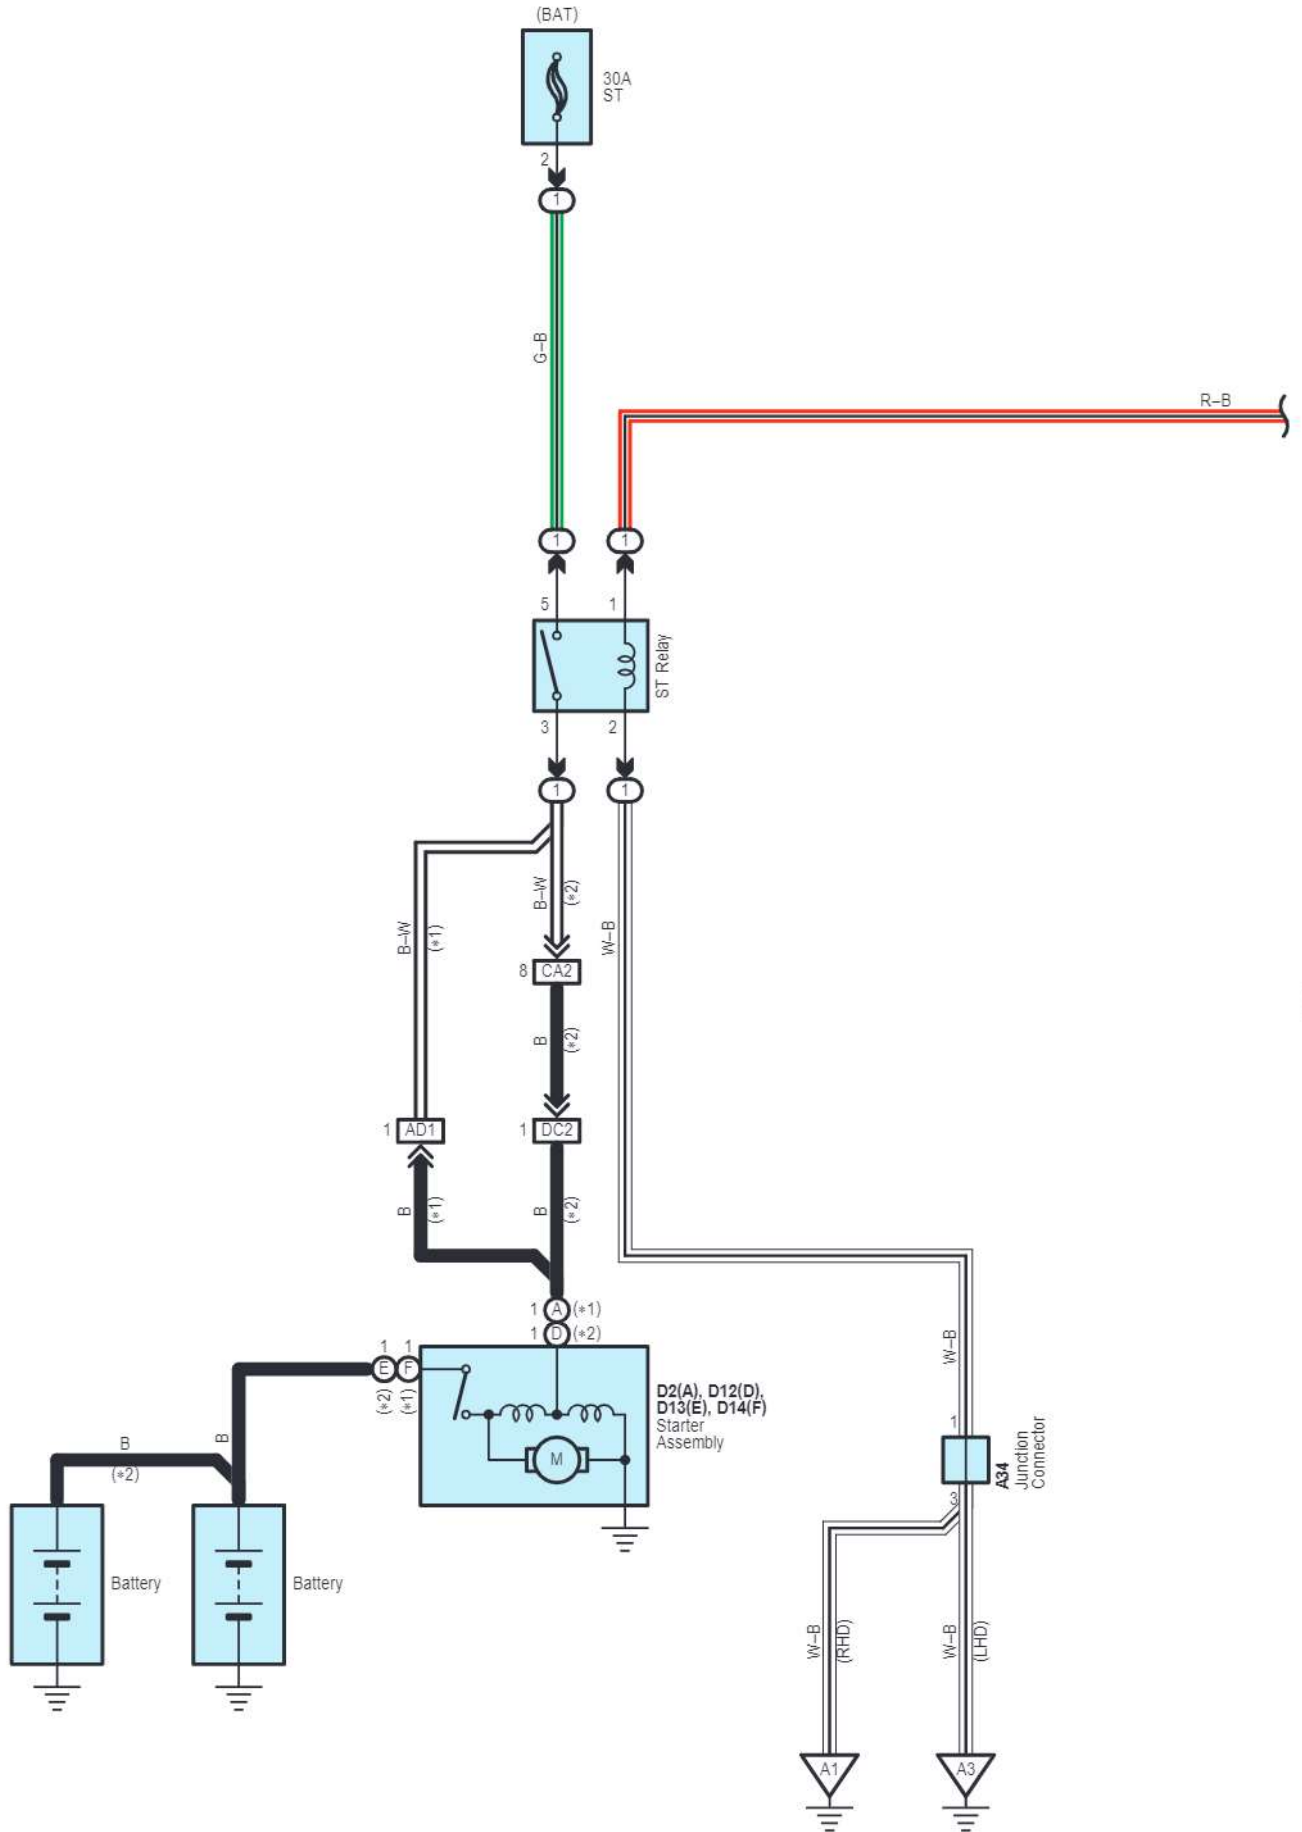 (BAT)
30A
ST
2
1
G–B
R–B
1
1
5
1
ST Relay
3
2
1
1
B–W
(*1)
B–W
(*2)
W–B
8
CA2
B
(*2)
1
AD1
1
DC2
B
(*1)
B
(*2)
1
A
(*1)
1
D
(*2)
W–B
1
1
E
F
(*2)
(*1)
D2(A), D12(D),
D13(E), D14(F)
Starter
Assembly
M
B
(*2)
B
1
A34
Junction
Connector
3
Battery
Battery
W–B
(RHD)
W–B
(LHD)
A1
A3